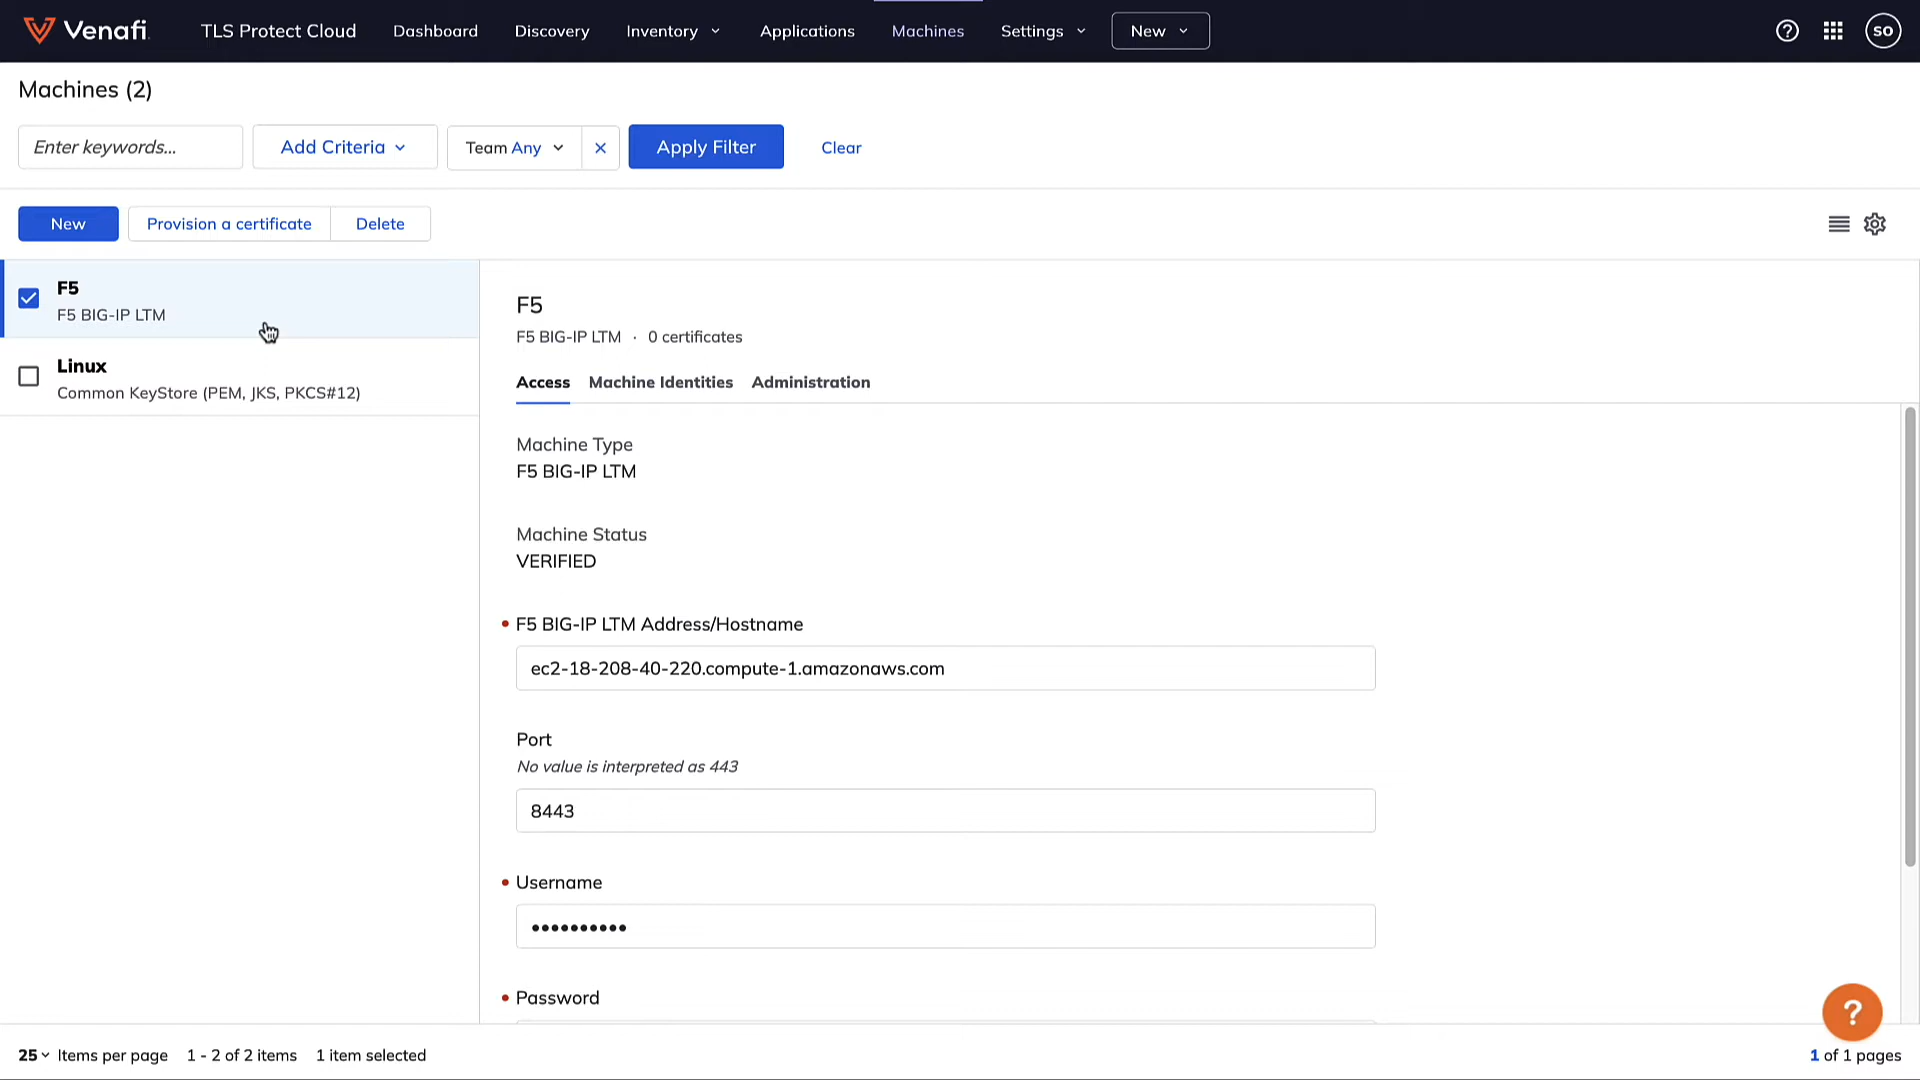 Venafi TLS Protect Cloud Dashboard Discovery Inventory Applications Machines Settings New SO
Machines (2)
Enter keywords... Add Criteria Team Any × Apply Filter Clear
New Provision a certificate Delete
F5
F5 BIG-IP LTM
Linux
Common KeyStore (PEM, JKS, PKCS#12)
F5
F5 BIG-IP LTM · 0 certificates
Access Machine Identities Administration
Machine Type
F5 BIG-IP LTM
Machine Status
VERIFIED
• F5 BIG-IP LTM Address/Hostname
ec2-18-208-40-220.compute-1.amazonaws.com
Port
No value is interpreted as 443
8443
• Username
••••••••••
• Password
?
25 Items per page 1 - 2 of 2 items 1 item selected 1 of 1 pages